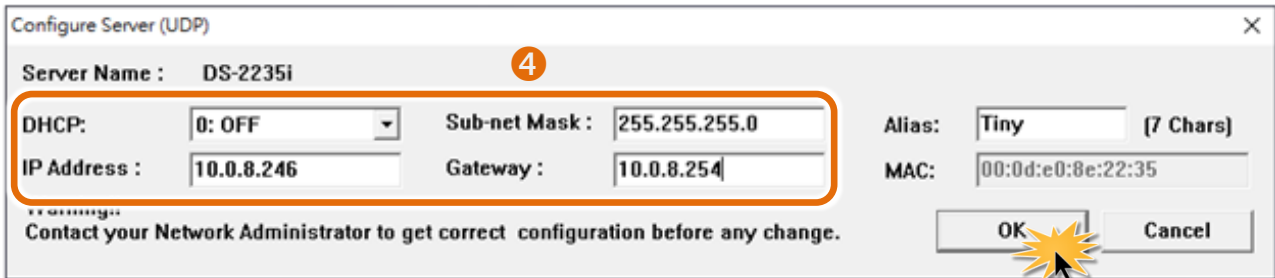 Configure Server (UDP)
Server Name : DS-2235i
4
DHCP: 0: OFF Sub-net Mask : 255.255.255.0 Alias: Tiny (7 Chars)
IP Address : 10.0.8.246 Gateway : 10.0.8.254 MAC: 00:0d:e0:8e:22:35
Warning!!
Contact your Network Administrator to get correct configuration before any change.
OK Cancel